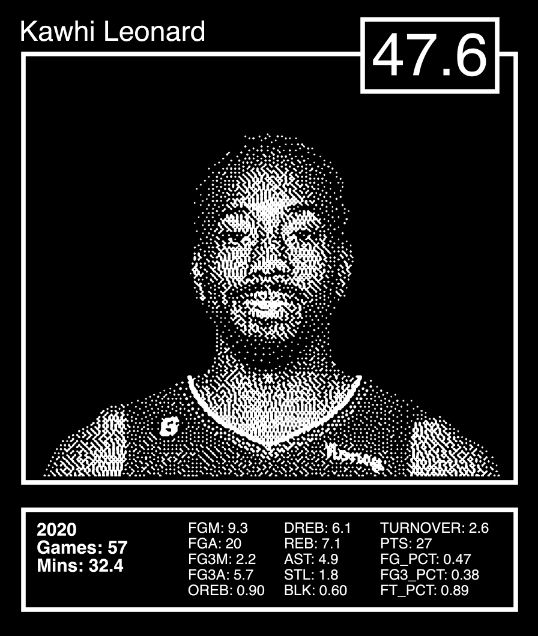 Kawhi Leonard
47.6
6
2020
Games: 57
Mins: 32.4
FGM: 9.3
FGA: 20
FG3M: 2.2
FG3A: 5.7
OREB: 0.90
DREB: 6.1
REB: 7.1
AST: 4.9
STL: 1.8
BLK: 0.60
TURNOVER: 2.6
PTS: 27
FG_PCT: 0.47
FG3_PCT: 0.38
FT_PCT: 0.89